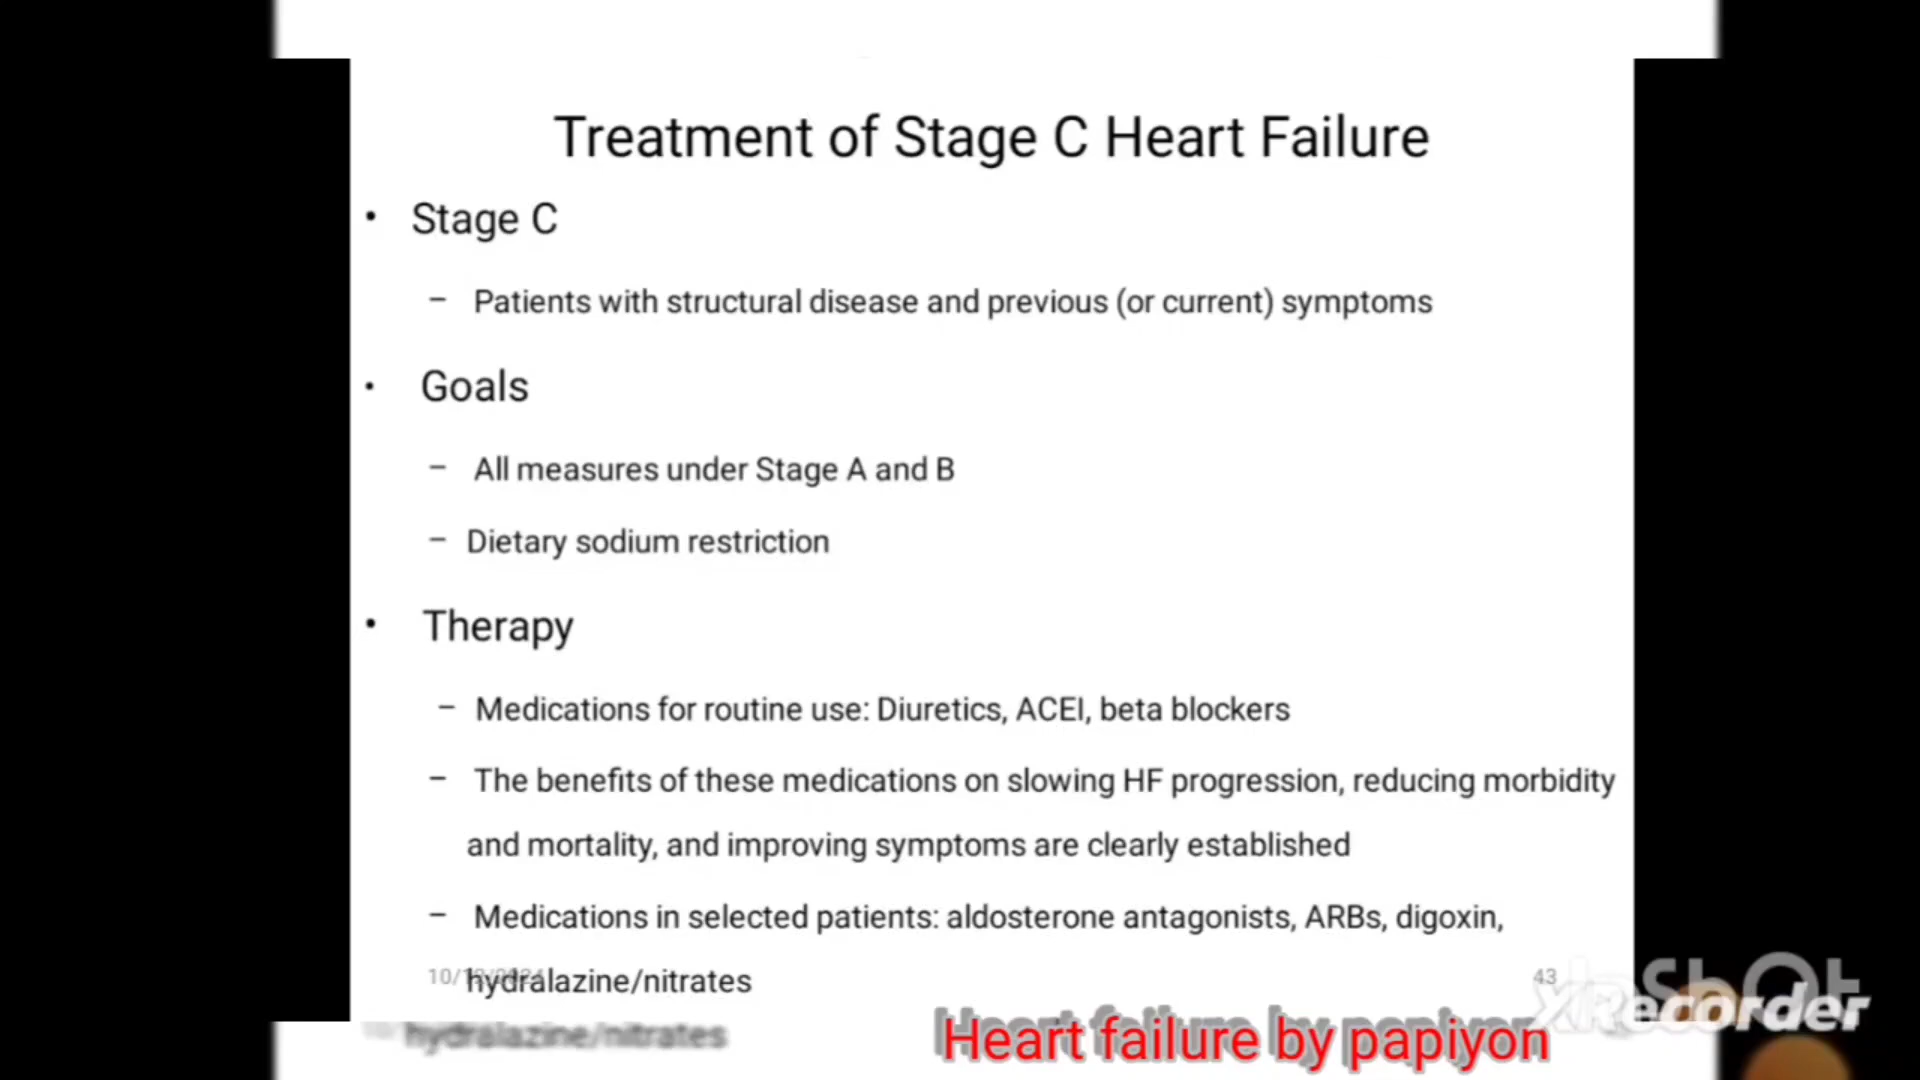 Treatment of Stage C Heart Failure
• Stage C
– Patients with structural disease and previous (or current) symptoms
• Goals
– All measures under Stage A and B
– Dietary sodium restriction
• Therapy
– Medications for routine use: Diuretics, ACEI, beta blockers
– The benefits of these medications on slowing HF progression, reducing morbidity
and mortality, and improving symptoms are clearly established
– Medications in selected patients: aldosterone antagonists, ARBs, digoxin,
hydralazine/nitrates
43
hydralazine/nitrates
Heart failure by papiyon
InShOt
XRecorder